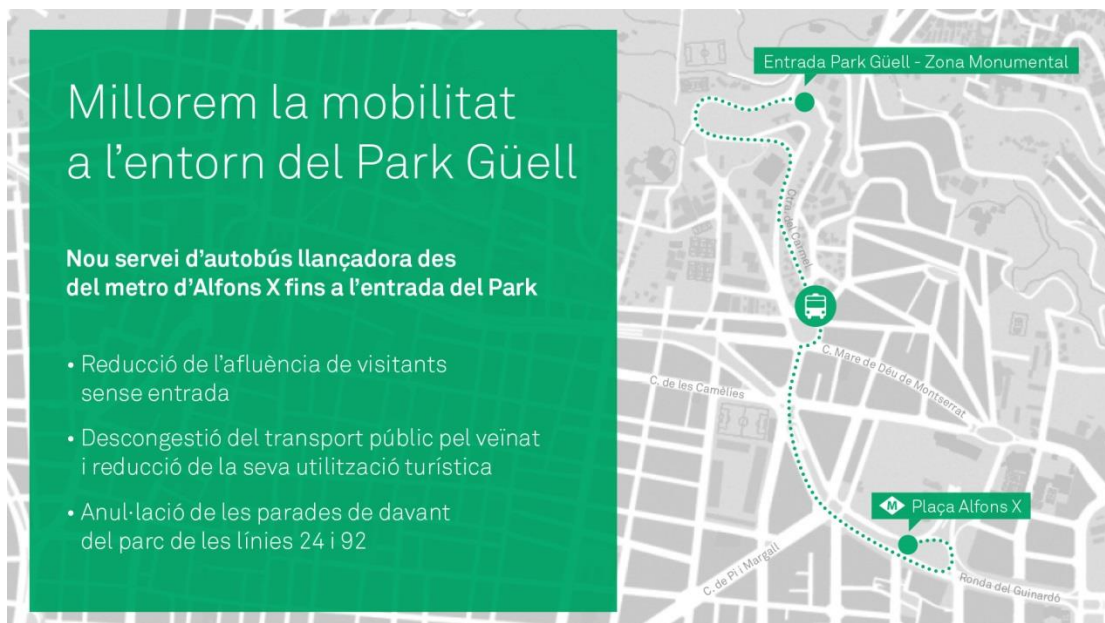 Millorem la mobilitat
a l'entorn del Park Güell
Nou servei d'autobús llançadora des
del metro d'Alfons X fins a l'entrada del Park
• Reducció de l'afluència de visitants
sense entrada
• Descongestió del transport públic pel veïnat
i reducció de la seva utilització turística
• Anul·lació de les parades de davant
del parc de les línies 24 i 92
Entrada Park Güell - Zona Monumental
Ctra. del Carmel
C. Mare de Déu de Montserrat
C. de les Camèlies
M Plaça Alfons X
C. de Pi i Margall
Ronda del Guinardó